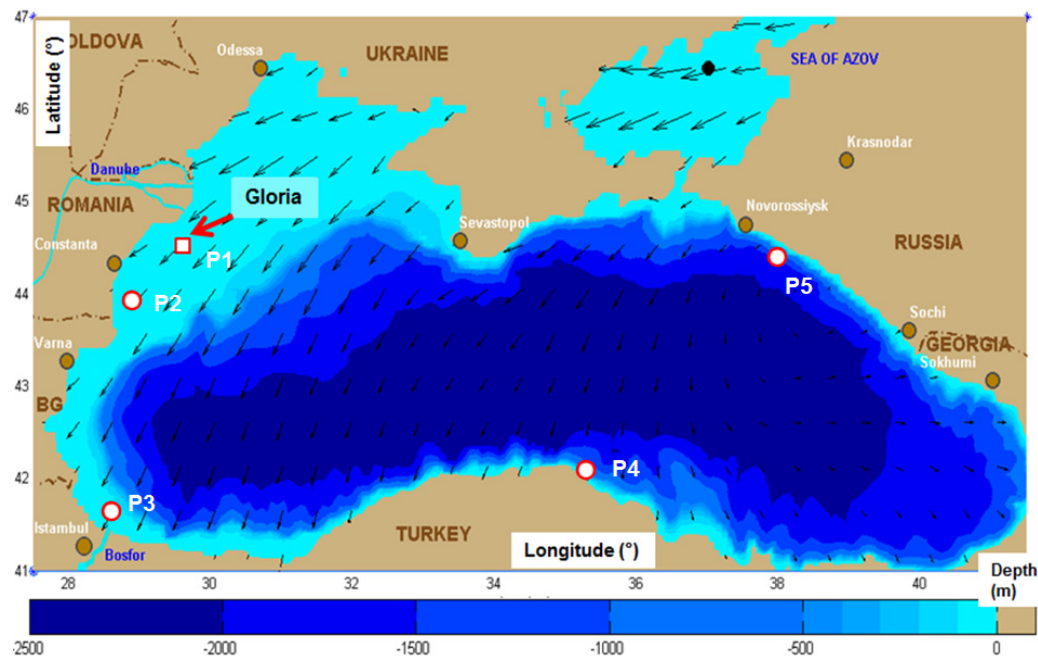 47
46
45
44
43
42
41
Latitude (°)
OLDOVA
Odessa
UKRAINE
SEA OF AZOV
Krasnodar
Danube
ROMANIA
Gloria
Constanta
P1
P2
Sevastopol
Novorossiysk
RUSSIA
P5
Sochi
GEORGIA
Sokhumi
Varna
BG
P3
P4
Istambul
Bosfor
TURKEY
Longitude (°)
28 30 32 34 36 38 40
Depth
(m)
-2500 -2000 -1500 -1000 -500 0